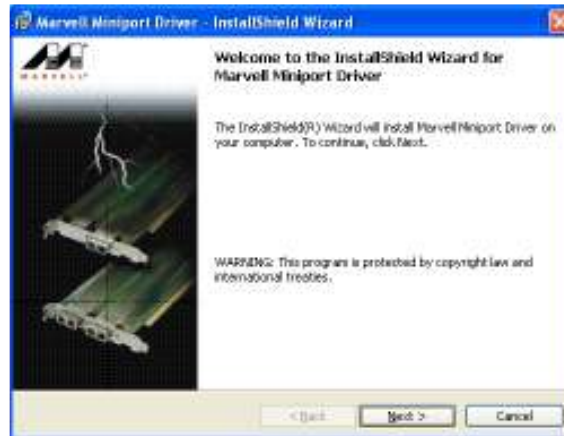 Marvell Miniport Driver - InstallShield Wizard
MARVELL
Welcome to the InstallShield Wizard for
Marvell Miniport Driver
The InstallShield(R) Wizard will install Marvell Miniport Driver on
your computer. To continue, click Next.
WARNING: This program is protected by copyright law and
international treaties.
< Back
Next >
Cancel